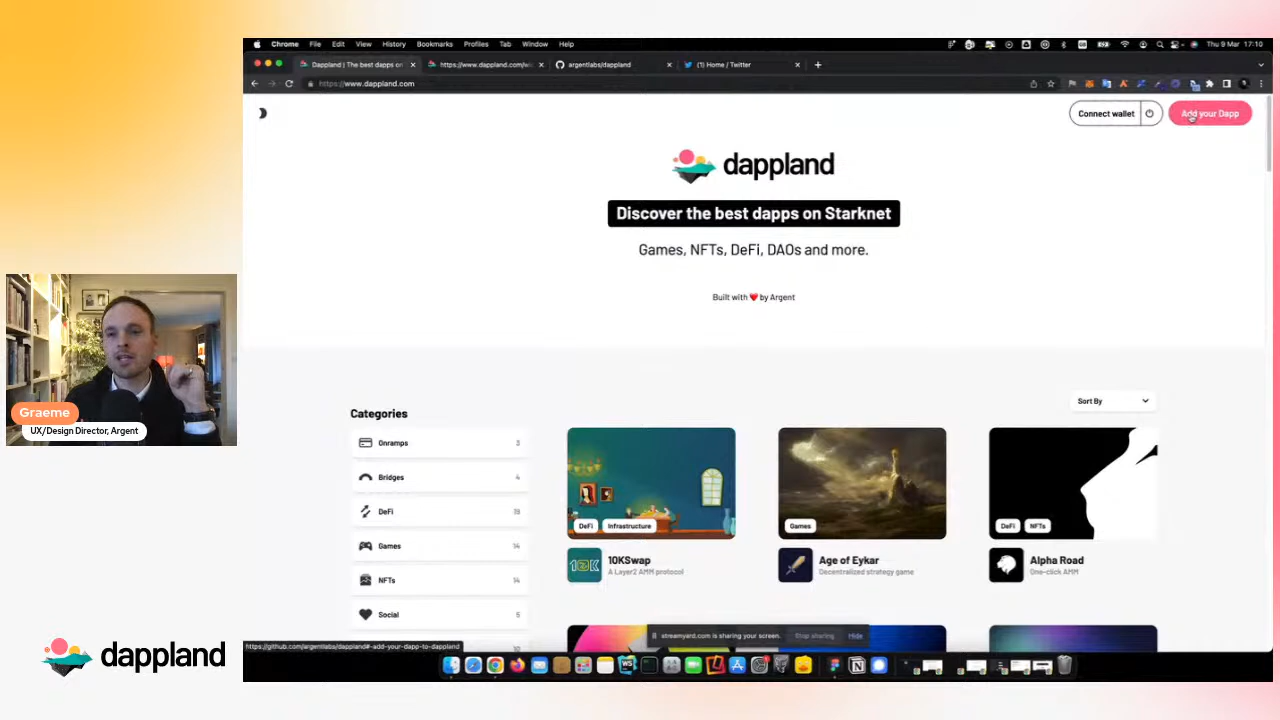 Chrome File Edit View History Bookmarks Profiles Tab Window Help
Thu 9 Mar 17:10
Dappland | The best dapps on
https://www.dappland.com/wi
argentlabs/dappland
(1) Home / Twitter
https://www.dappland.com
Connect wallet
Add your Dapp
dappland
Discover the best dapps on Starknet
Games, NFTs, DeFi, DAOs and more.
Built with ❤️ by Argent
Graeme
UX/Design Director, Argent
Categories
Sort By
Onramps 3
Bridges 4
DeFi
Games 14
NFTs 14
Social
DeFi Infrastructure
Games
DeFi NFTs
10K
10KSwap
A Layer2 AMM protocol
Age of Eykar
Decentralized strategy game
Alpha Road
One-click AMM
streamyard.com is sharing your screen.
Stop sharing
Hide
https://github.com/argentlabs/dappland#-add-your-dapp-to-dappland
dappland